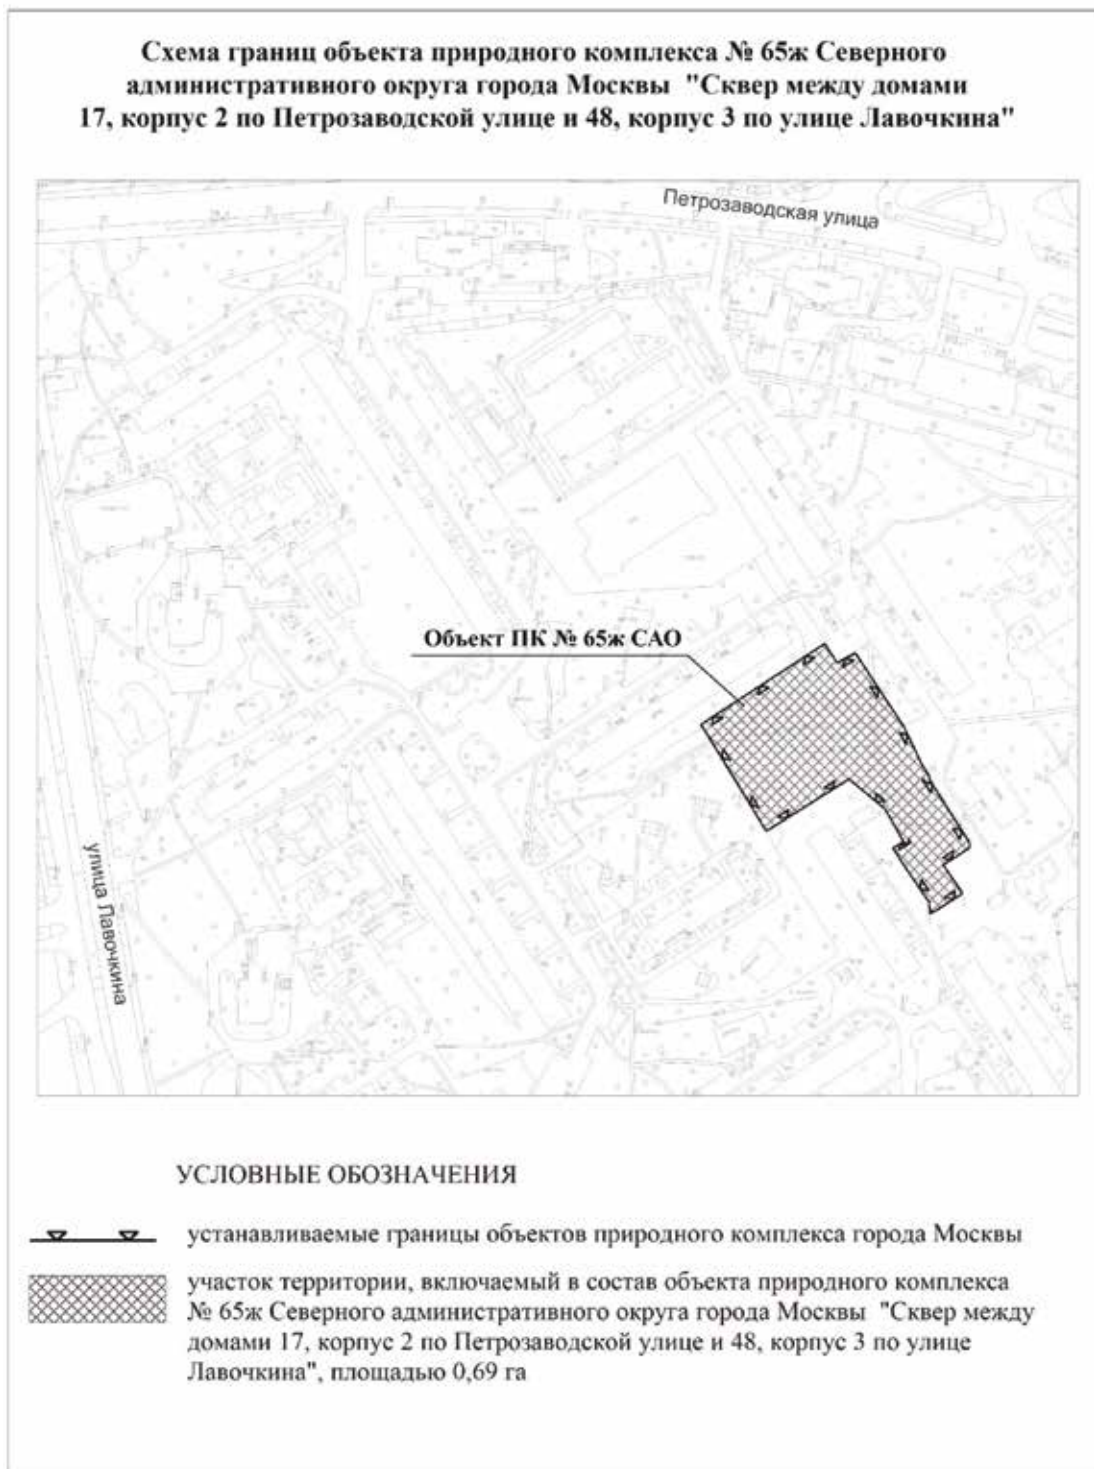 Схема границ объекта природного комплекса № 65ж Северного
административного округа города Москвы "Сквер между домами
17, корпус 2 по Петрозаводской улице и 48, корпус 3 по улице Лавочкина"
Петрозаводская улица
Объект ПК № 65ж САО
улица Лавочкина
УСЛОВНЫЕ ОБОЗНАЧЕНИЯ
устанавливаемые границы объектов природного комплекса города Москвы
участок территории, включаемый в состав объекта природного комплекса
№ 65ж Северного административного округа города Москвы "Сквер между
домами 17, корпус 2 по Петрозаводской улице и 48, корпус 3 по улице
Лавочкина", площадью 0,69 га